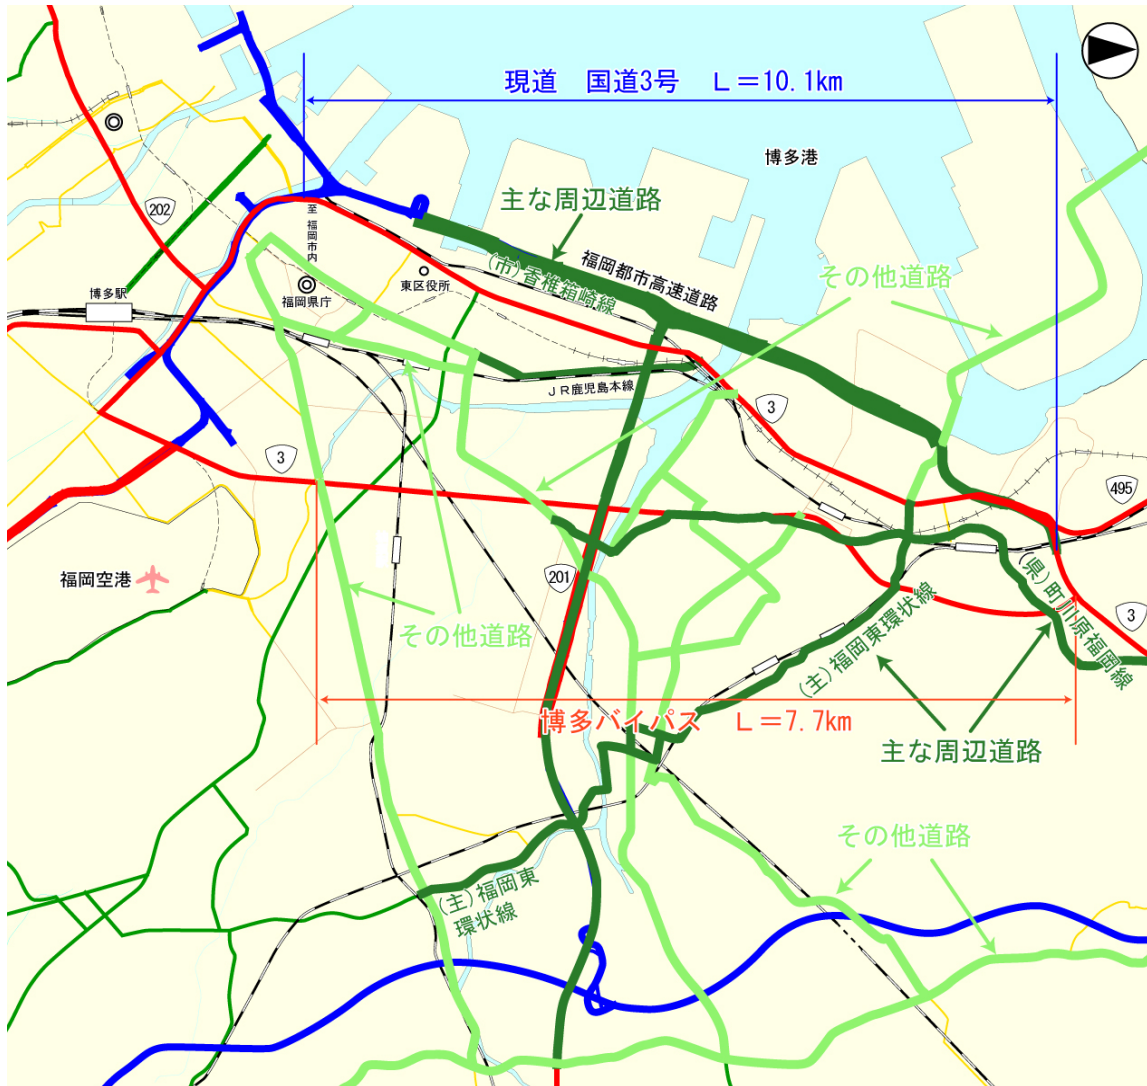 現道 国道3号 L=10.1km
博多港
主な周辺道路
202
至 福岡市内
福岡都市高速道路
(市)香椎箱崎線
その他道路
東区役所
博多駅
福岡県庁
JR鹿児島本線
3
3
495
福岡空港
201
その他道路
(県)町川原福岡線
3
(主)福岡東環状線
博多バイパス L=7.7km
主な周辺道路
その他道路
(主)福岡東
環状線